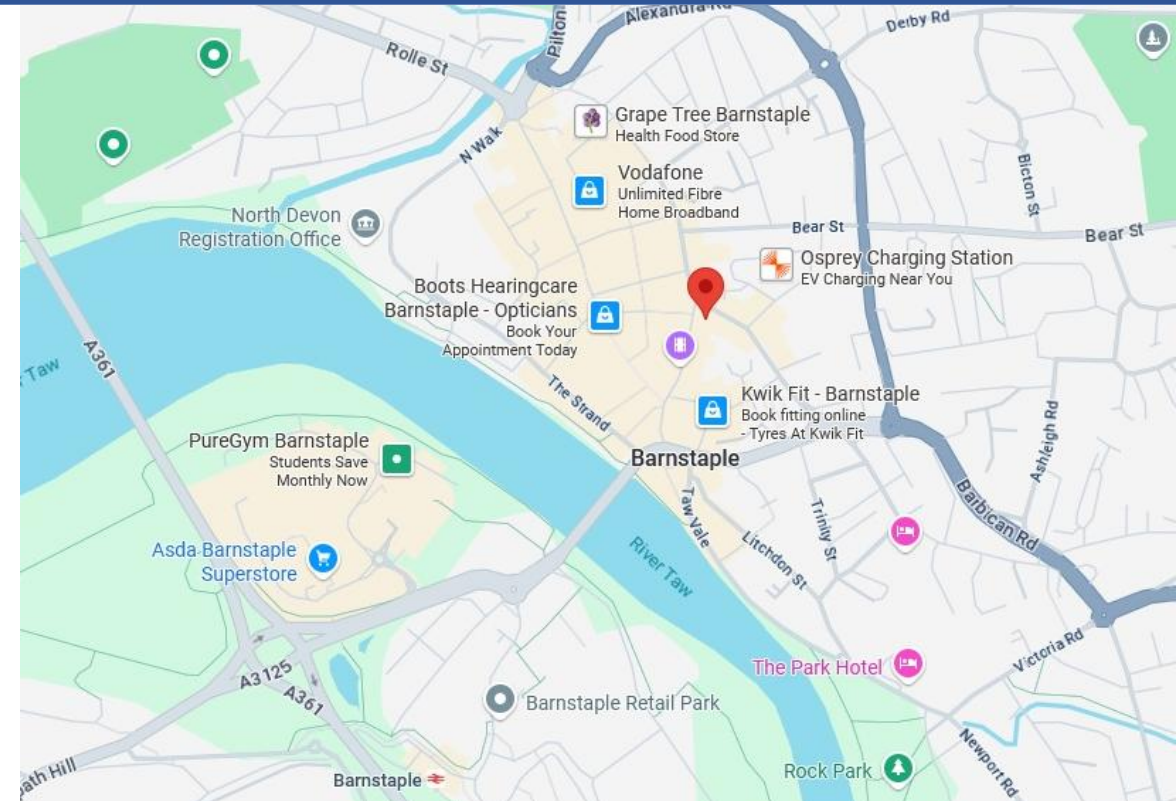 Pilton
Alexandra Rd
Derby Rd
Rolle St
Grape Tree Barnstaple
Health Food Store
N Walk
Vodafone
Unlimited Fibre
Home Broadband
Bicton St
North Devon
Registration Office
Bear St
Bear St
Osprey Charging Station
EV Charging Near You
Boots Hearingcare
Barnstaple - Opticians
Book Your
Appointment Today
A361
Taw
The Strand
Kwik Fit - Barnstaple
Book fitting online
- Tyres At Kwik Fit
Ashleigh Rd
PureGym Barnstaple
Students Save
Monthly Now
Barnstaple
Taw Vale
Trinity St
Barbican Rd
Asda Barnstaple
Superstore
River Taw
Litchdon St
Victoria Rd
The Park Hotel
A3125
A361
Barnstaple Retail Park
Newport Rd
Rock Park
Barnstaple
ath Hill